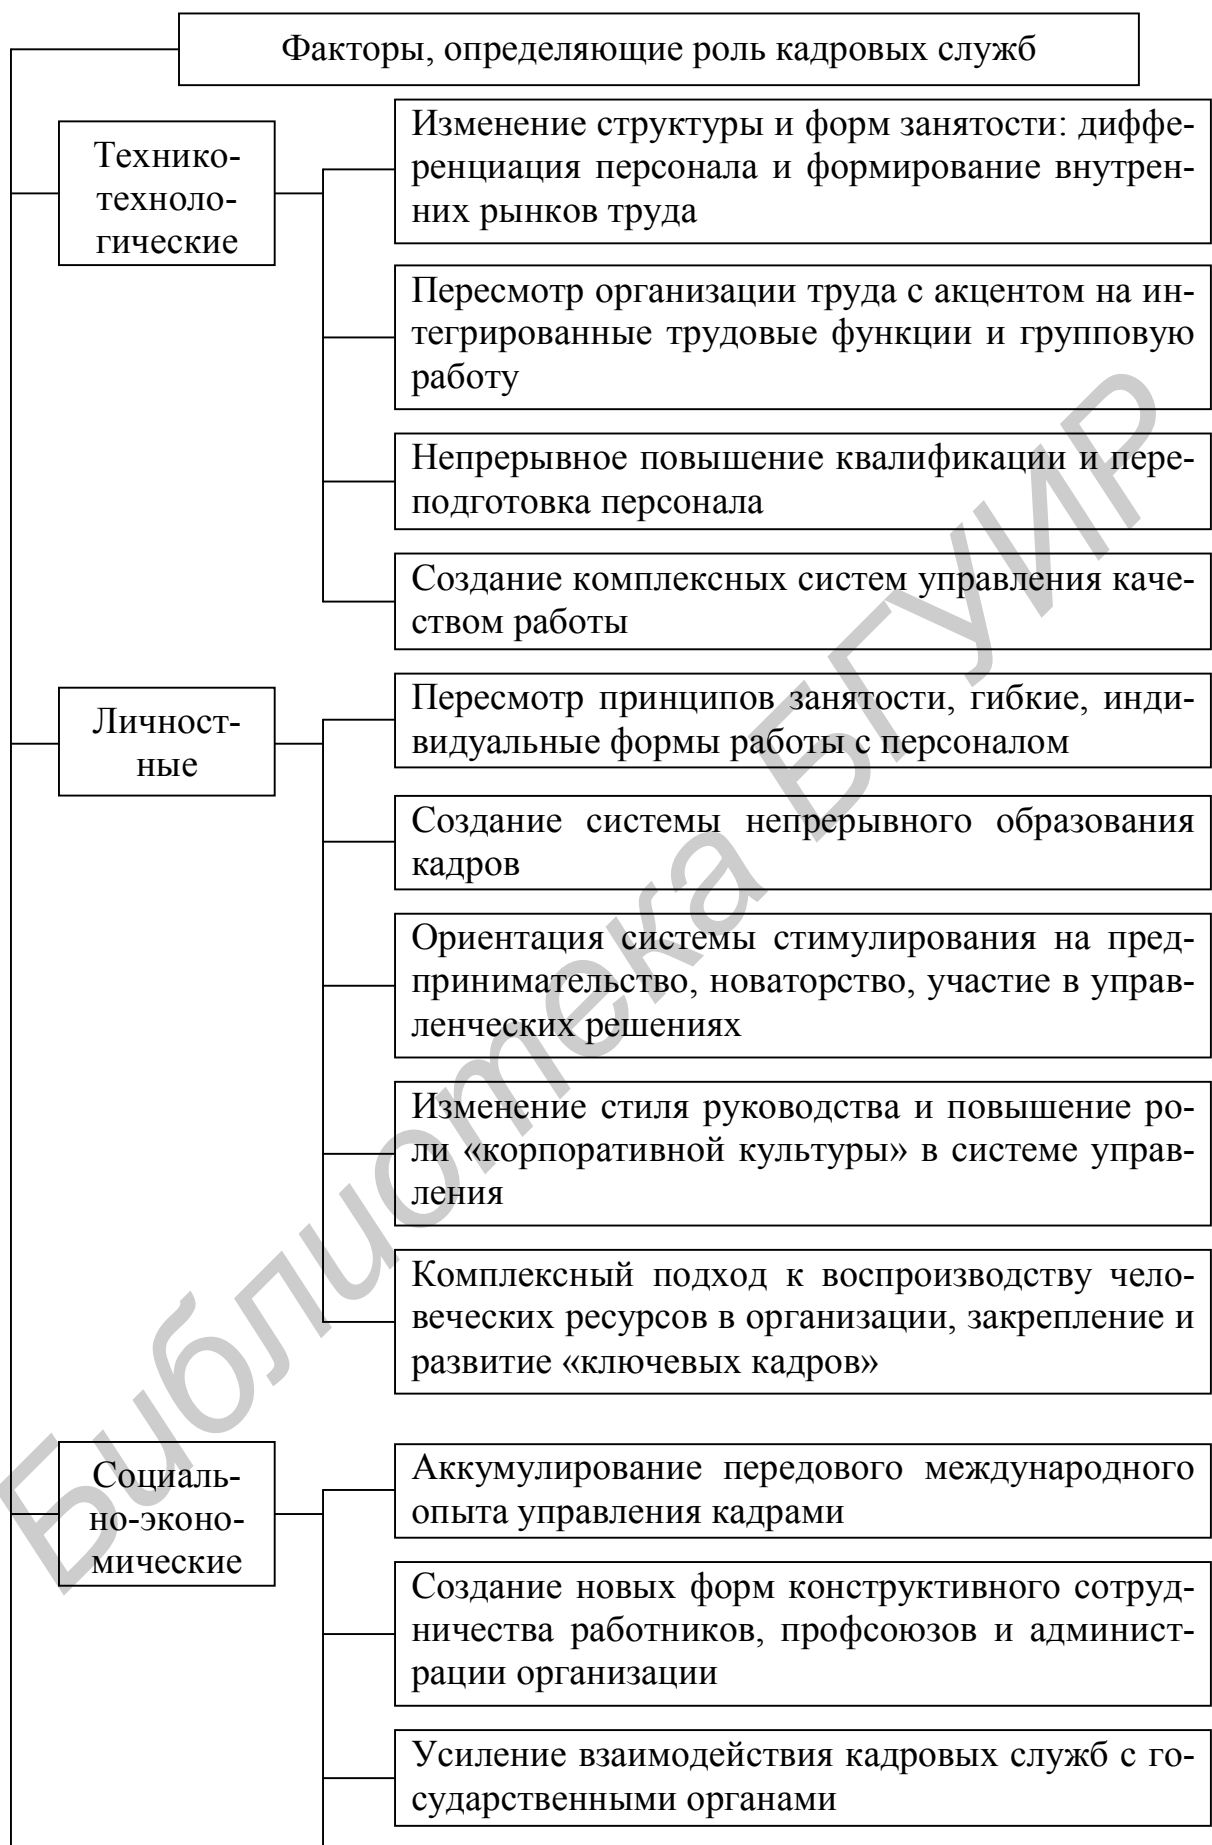 Факторы, определяющие роль кадровых служб
Технико-
техноло-
гические
Изменение структуры и форм занятости: диффе-
ренциация персонала и формирование внутрен-
них рынков труда
Пересмотр организации труда с акцентом на ин-
тегрированные трудовые функции и групповую
работу
Непрерывное повышение квалификации и пере-
подготовка персонала
Создание комплексных систем управления каче-
ством работы
Личност-
ные
Пересмотр принципов занятости, гибкие, инди-
видуальные формы работы с персоналом
Создание системы непрерывного образования
кадров
Ориентация системы стимулирования на пред-
принимательство, новаторство, участие в управ-
ленческих решениях
Изменение стиля руководства и повышение ро-
ли «корпоративной культуры» в системе управ-
ления
Комплексный подход к воспроизводству чело-
веческих ресурсов в организации, закрепление и
развитие «ключевых кадров»
Социаль-
но-эконо-
мические
Аккумулирование передового международного
опыта управления кадрами
Создание новых форм конструктивного сотруд-
ничества работников, профсоюзов и админист-
рации организации
Усиление взаимодействия кадровых служб с го-
сударственными органами
Библиотека БГУИР